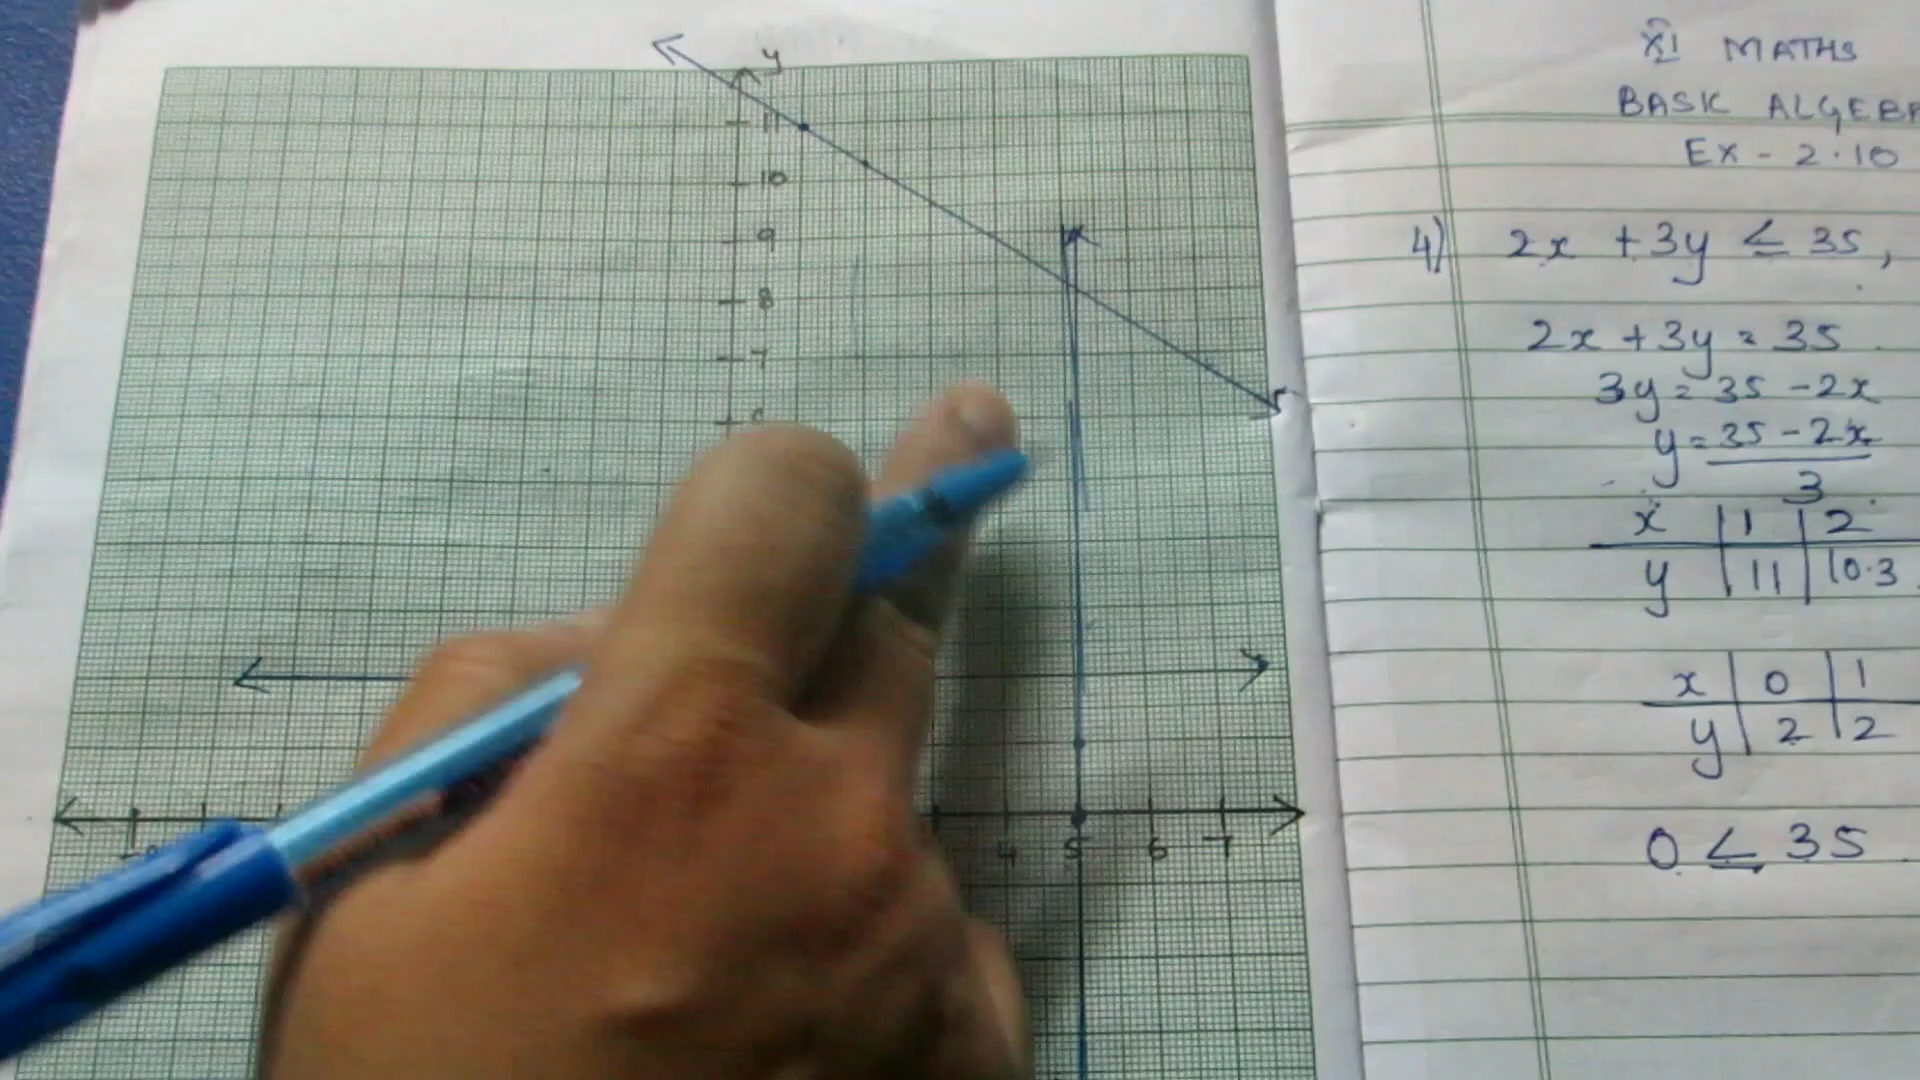 y
11
10
9
8
7
4 5 6 7
XI MATHS
BASIC ALGEB
EX - 2.10
4) 2x + 3y ≤ 35,
2x + 3y = 35
3y = 35 - 2x
y = 35 - 2x
3
x | 1 | 2
y | 11 | 10.3
x | 0 | 1
y | 2 | 2
0 ≤ 35